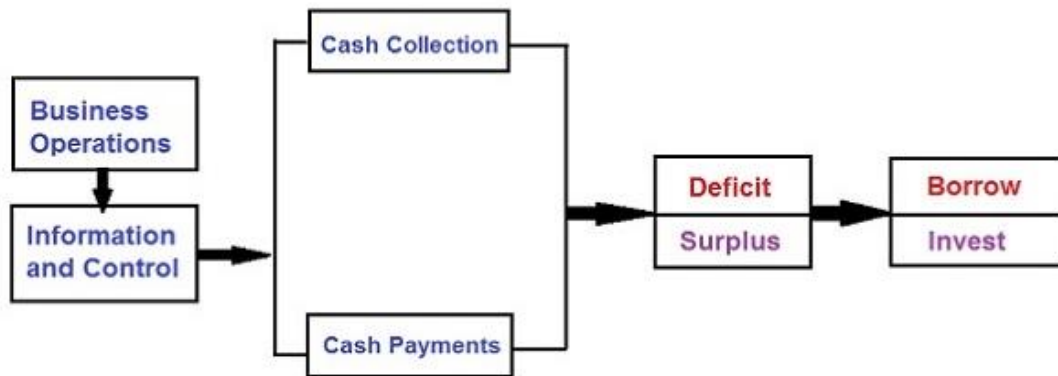 Cash Collection
Business
Operations
Information
and Control
Cash Payments
Deficit
Surplus
Borrow
Invest